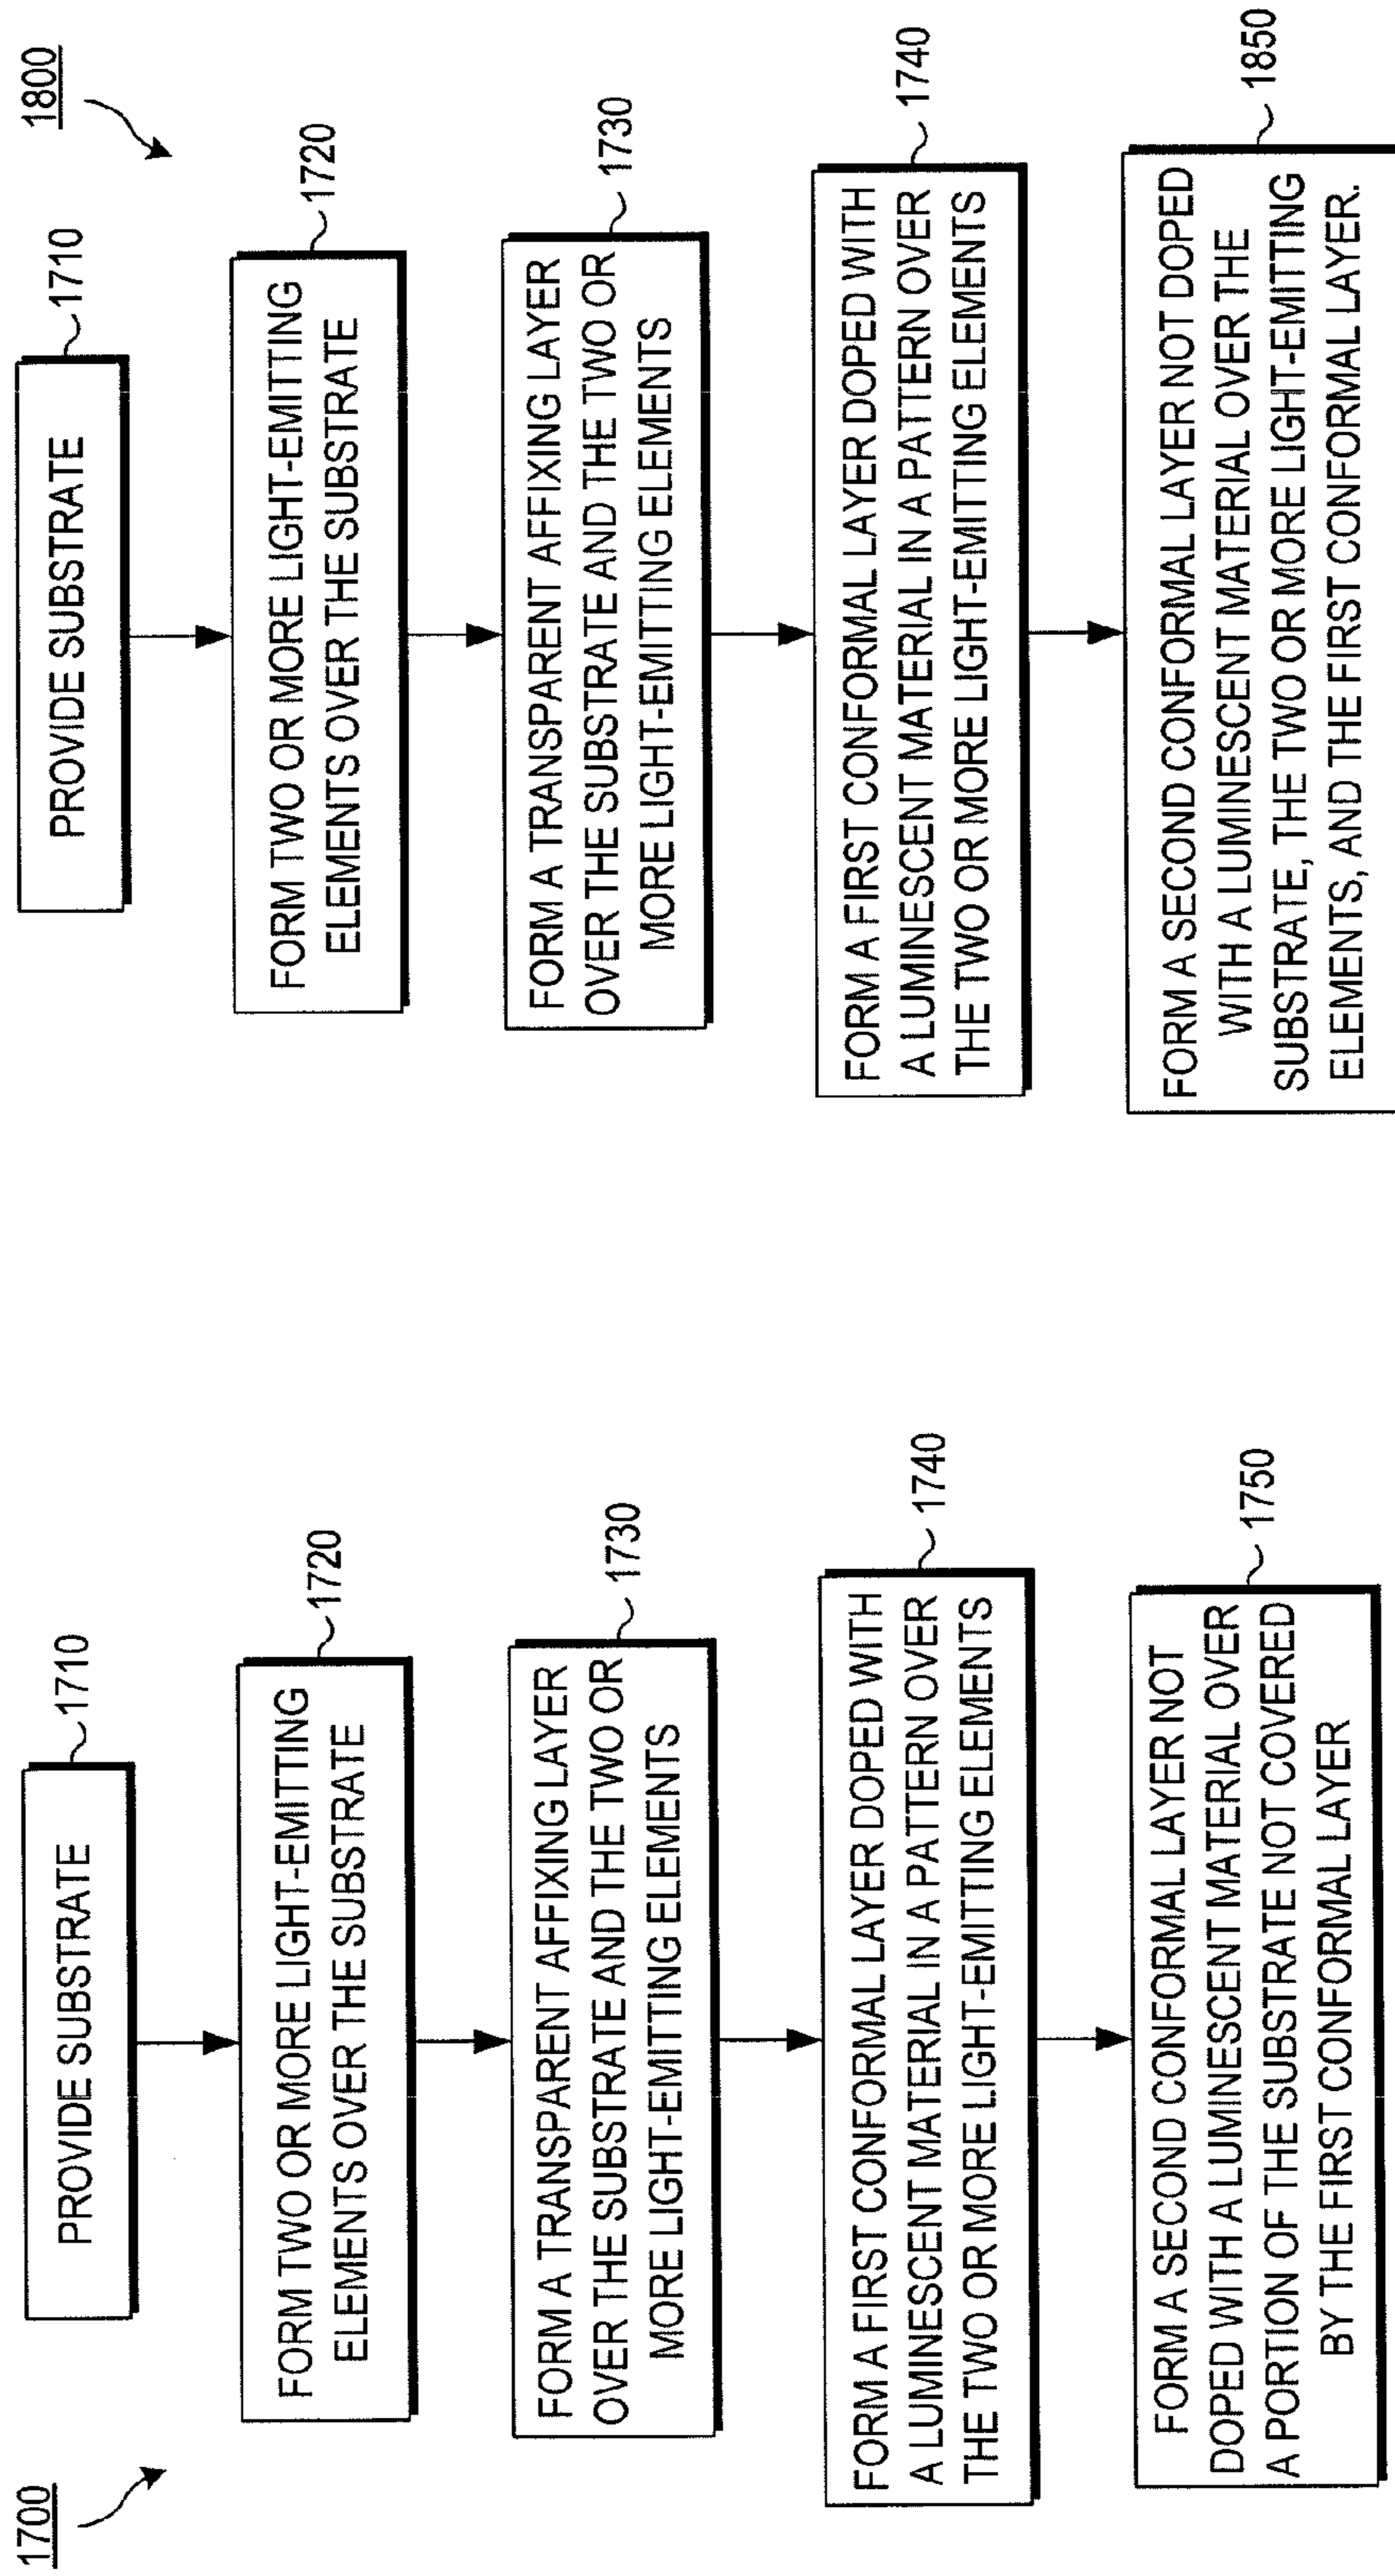 1700
PROVIDE SUBSTRATE
1710
FORM TWO OR MORE LIGHT-EMITTING
ELEMENTS OVER THE SUBSTRATE
1720
FORM A TRANSPARENT AFFIXING LAYER
OVER THE SUBSTRATE AND THE TWO OR
MORE LIGHT-EMITTING ELEMENTS
1730
FORM A FIRST CONFORMAL LAYER DOPED WITH
A LUMINESCENT MATERIAL IN A PATTERN OVER
THE TWO OR MORE LIGHT-EMITTING ELEMENTS
1740
FORM A SECOND CONFORMAL LAYER NOT
DOPED WITH A LUMINESCENT MATERIAL OVER
A PORTION OF THE SUBSTRATE NOT COVERED
BY THE FIRST CONFORMAL LAYER
1750
1800
PROVIDE SUBSTRATE
1710
FORM TWO OR MORE LIGHT-EMITTING
ELEMENTS OVER THE SUBSTRATE
1720
FORM A TRANSPARENT AFFIXING LAYER
OVER THE SUBSTRATE AND THE TWO OR
MORE LIGHT-EMITTING ELEMENTS
1730
FORM A FIRST CONFORMAL LAYER DOPED WITH
A LUMINESCENT MATERIAL IN A PATTERN OVER
THE TWO OR MORE LIGHT-EMITTING ELEMENTS
1740
FORM A SECOND CONFORMAL LAYER NOT DOPED
WITH A LUMINESCENT MATERIAL OVER THE
SUBSTRATE, THE TWO OR MORE LIGHT-EMITTING
ELEMENTS, AND THE FIRST CONFORMAL LAYER.
1850